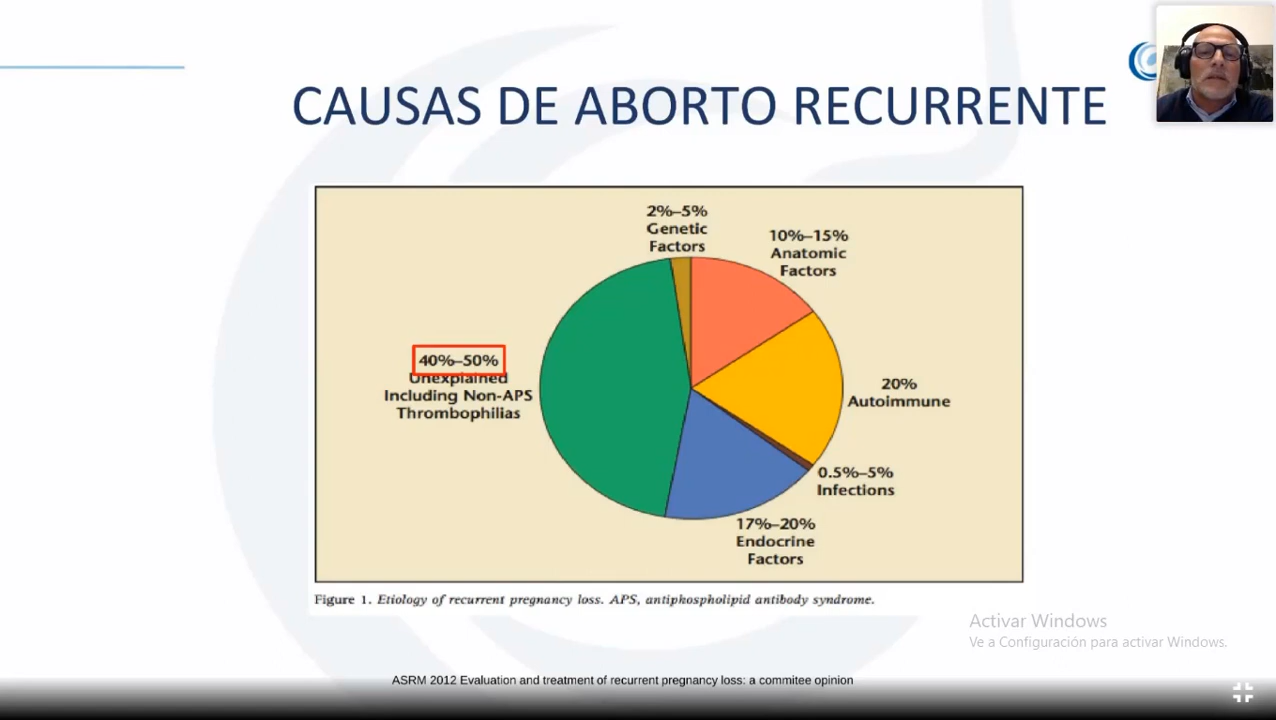 CAUSAS DE ABORTO RECURRENTE
2%–5%
Genetic
Factors
10%–15%
Anatomic
Factors
40%–50%
Unexplained
Including Non-APS
Thrombophilias
20%
Autoimmune
0.5%–5%
Infections
17%–20%
Endocrine
Factors
Figure 1. Etiology of recurrent pregnancy loss. APS, antiphospholipid antibody syndrome.
Activar Windows
Ve a Configuración para activar Windows.
ASRM 2012 Evaluation and treatment of recurrent pregnancy loss: a commitee opinion